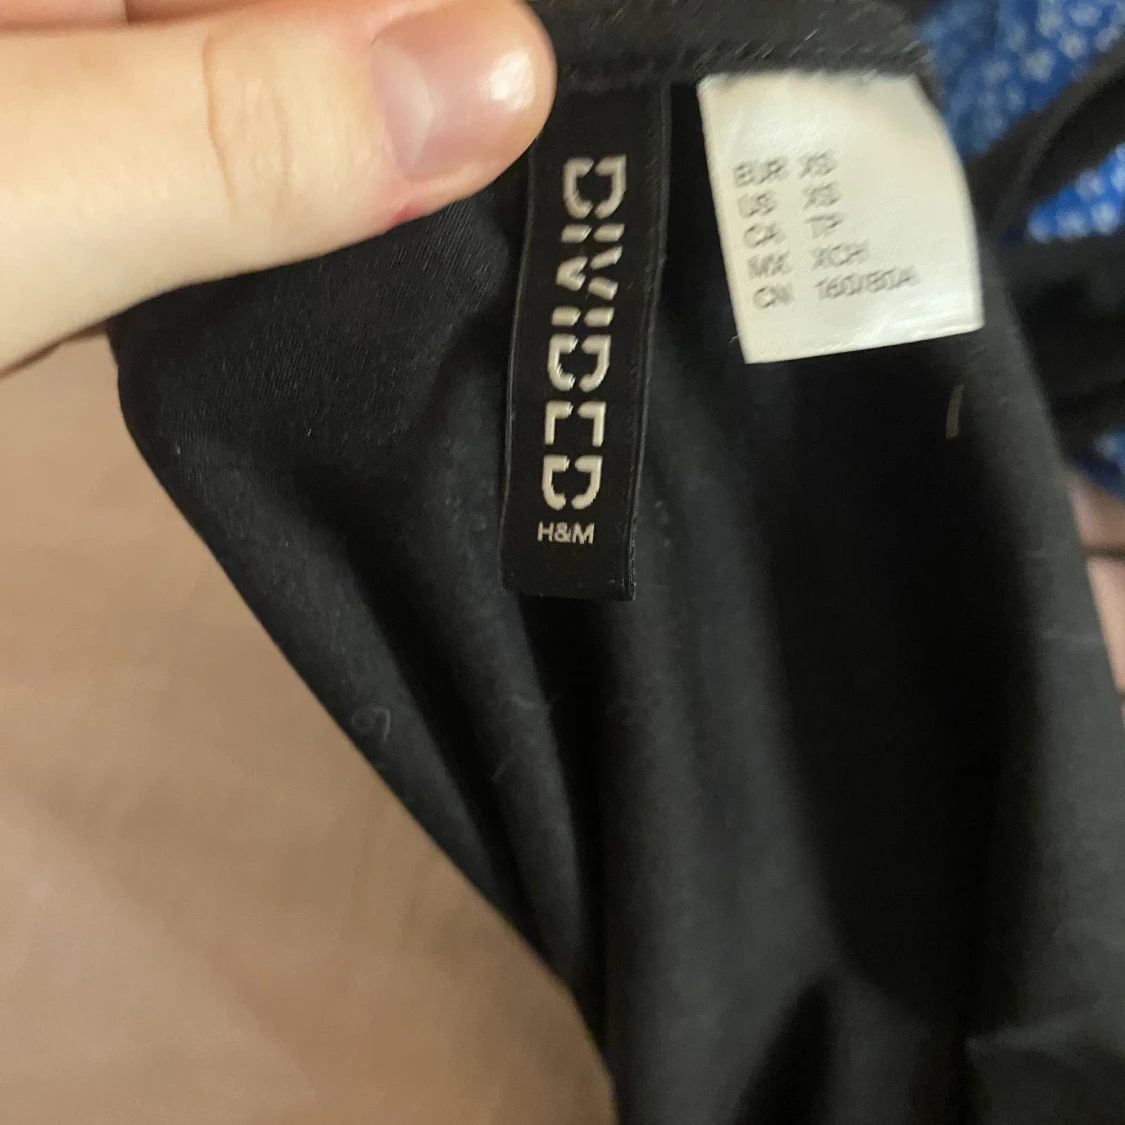 DIVIDED
H&M
EUR XS
US XS
CA TP
MX XCH
CN 160/80A